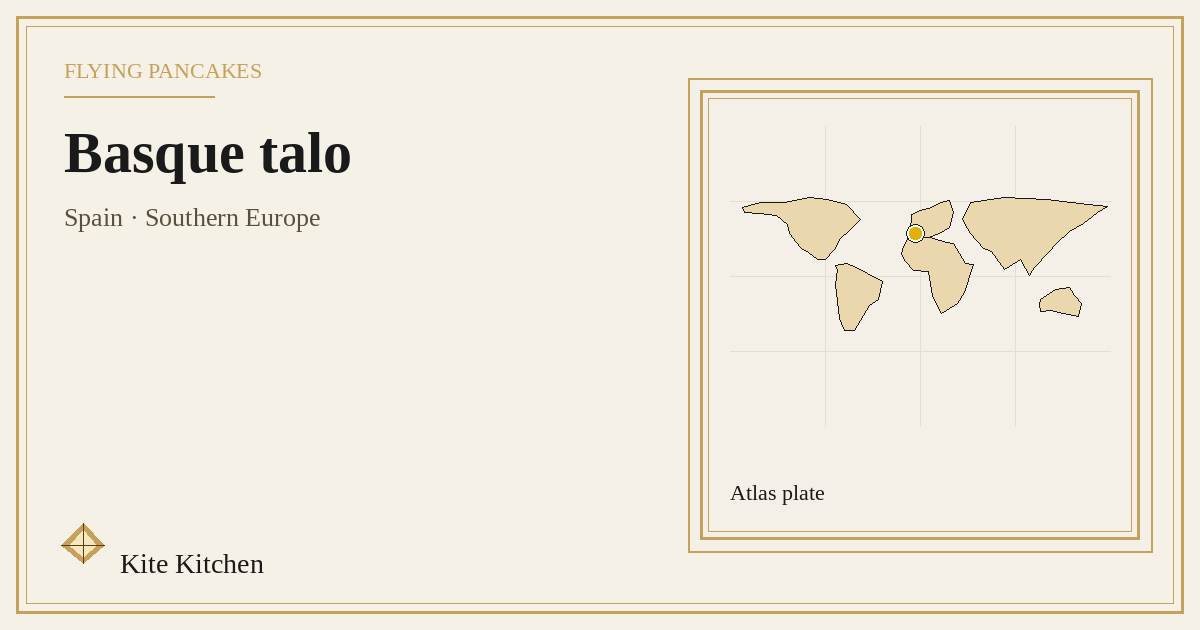 FLYING PANCAKES
Basque talo
Spain · Southern Europe
Atlas plate
Kite Kitchen